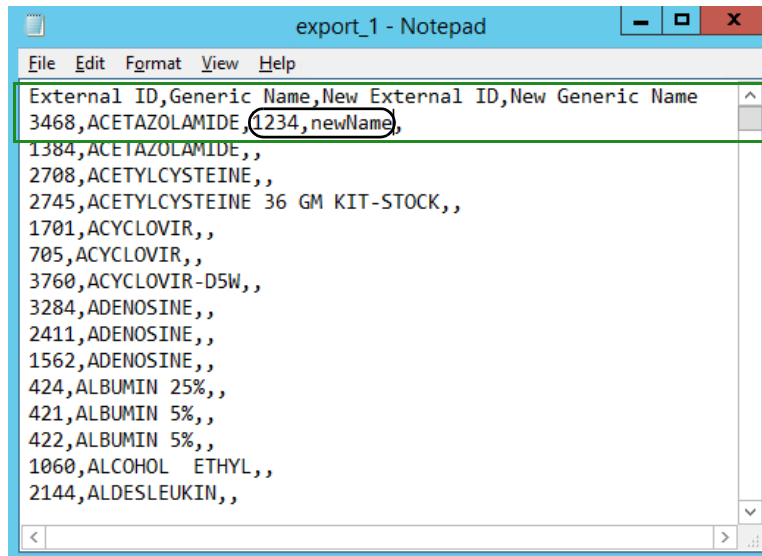 export_1 - Notepad
File Edit Format View Help
External ID,Generic Name,New External ID,New Generic Name
3468,ACETAZOLAMIDE,1234,newName,
1384,ACETAZOLAMIDE,,
2708,ACETYLCYSTEINE,,
2745,ACETYLCYSTEINE 36 GM KIT-STOCK,,
1701,ACYCLOVIR,,
705,ACYCLOVIR,,
3760,ACYCLOVIR-D5W,,
3284,ADENOSINE,,
2411,ADENOSINE,,
1562,ADENOSINE,,
424,ALBUMIN 25%,,
421,ALBUMIN 5%,,
422,ALBUMIN 5%,,
1060,ALCOHOL  ETHYL,,
2144,ALDESLEUKIN,,